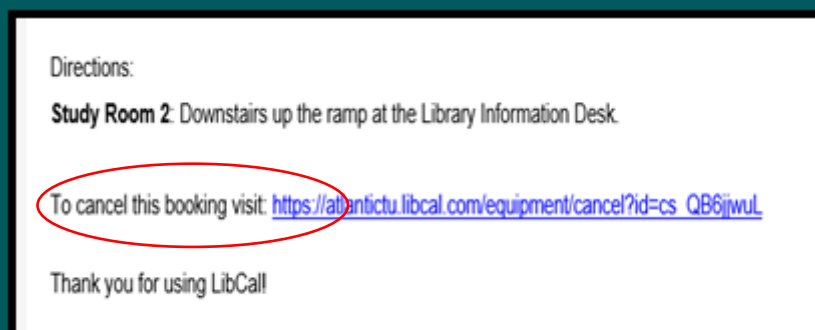 Directions:
Study Room 2: Downstairs up the ramp at the Library Information Desk.
To cancel this booking visit: https://atlantictu.libcal.com/equipment/cancel?id=cs_QB6jjwuL
Thank you for using LibCal!